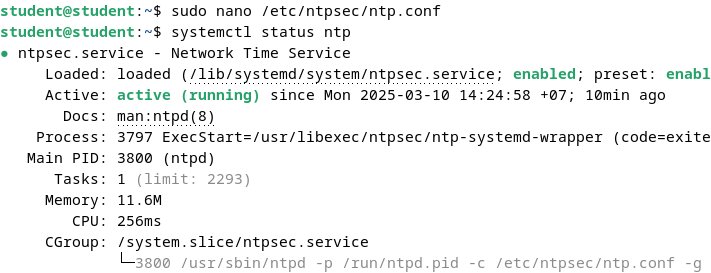 student@student:~$ sudo nano /etc/ntpsec/ntp.conf
student@student:~$ systemctl status ntp
● ntpsec.service - Network Time Service
     Loaded: loaded (/lib/systemd/system/ntpsec.service; enabled; preset: enabl
     Active: active (running) since Mon 2025-03-10 14:24:58 +07; 10min ago
       Docs: man:ntpd(8)
    Process: 3797 ExecStart=/usr/libexec/ntpsec/ntp-systemd-wrapper (code=exite
   Main PID: 3800 (ntpd)
      Tasks: 1 (limit: 2293)
     Memory: 11.6M
        CPU: 256ms
     CGroup: /system.slice/ntpsec.service
             └─3800 /usr/sbin/ntpd -p /run/ntpd.pid -c /etc/ntpsec/ntp.conf -g